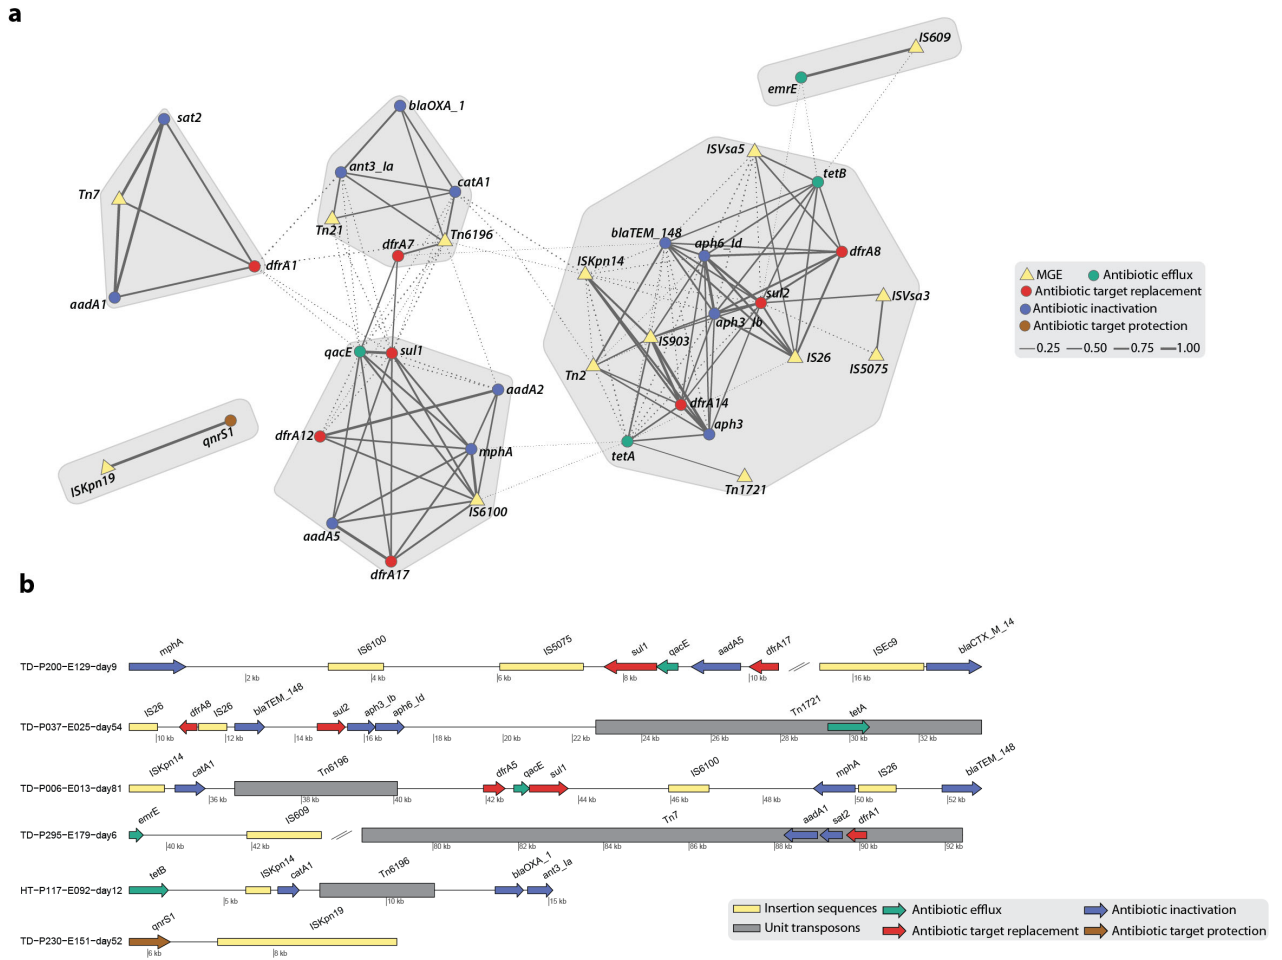 a
IS609
emrE
sat2
blaOXA_1
ISVsa5
tetB
ant3_Ia
catA1
Tn7
Tn21
Tn6196
dfrA7
blaTEM_148
aph6_Id
dfrA8
dfrA1
ISKpn14
aadA1
sul2
ISVsa3
aph3_Ib
MGE
Antibiotic efflux
Antibiotic target replacement
Antibiotic inactivation
Antibiotic target protection
0.25
0.50
0.75
1.00
qacE
sul1
IS903
IS26
IS5075
Tn2
aadA2
dfrA14
aph3
dfrA12
qnrS1
mphA
tetA
ISKpn19
Tn1721
IS6100
aadA5
dfrA17
b
TD-P200-E129-day9
mphA
IS6100
IS5075
sul1
qacE
aadA5
dfrA17
ISEc9
blaCTX_M_14
2 kb
4 kb
6 kb
8 kb
10 kb
16 kb
TD-P037-E025-day54
IS26
dfrA8
IS26
blaTEM_148
sul2
aph3_Ib
aph6_Id
Tn1721
tetA
10 kb
12 kb
14 kb
16 kb
18 kb
20 kb
22 kb
24 kb
26 kb
28 kb
30 kb
32 kb
TD-P006-E013-day81
ISKpn14
catA1
Tn6196
dfrA5
qacE
sul1
IS6100
mphA
IS26
blaTEM_148
36 kb
38 kb
40 kb
42 kb
44 kb
46 kb
48 kb
50 kb
52 kb
TD-P295-E179-day6
emrE
IS609
Tn7
aadA1
sat2
dfrA1
40 kb
42 kb
80 kb
82 kb
84 kb
86 kb
88 kb
90 kb
92 kb
HT-P117-E092-day12
tetB
ISKpn14
catA1
Tn6196
blaOXA_1
ant3_Ia
5 kb
10 kb
15 kb
TD-P230-E151-day52
qnrS1
ISKpn19
6 kb
8 kb
Insertion sequences
Antibiotic efflux
Antibiotic inactivation
Unit transposons
Antibiotic target replacement
Antibiotic target protection